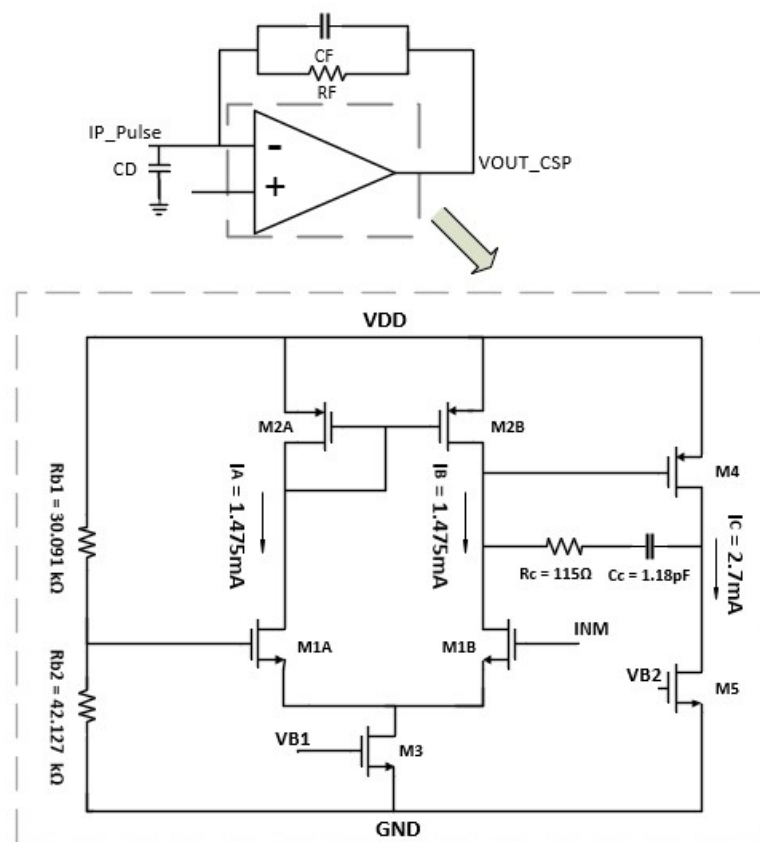 CF
RF
IP_Pulse
CD
-
+
VOUT_CSP
VDD
M2A
M2B
M4
Rb1 = 30.091 kΩ
IA = 1.475mA
IB = 1.475mA
IC = 2.7mA
Rc = 115Ω
Cc = 1.18pF
M1A
M1B
INM
Rb2 = 42.127 kΩ
VB2
M5
VB1
M3
GND